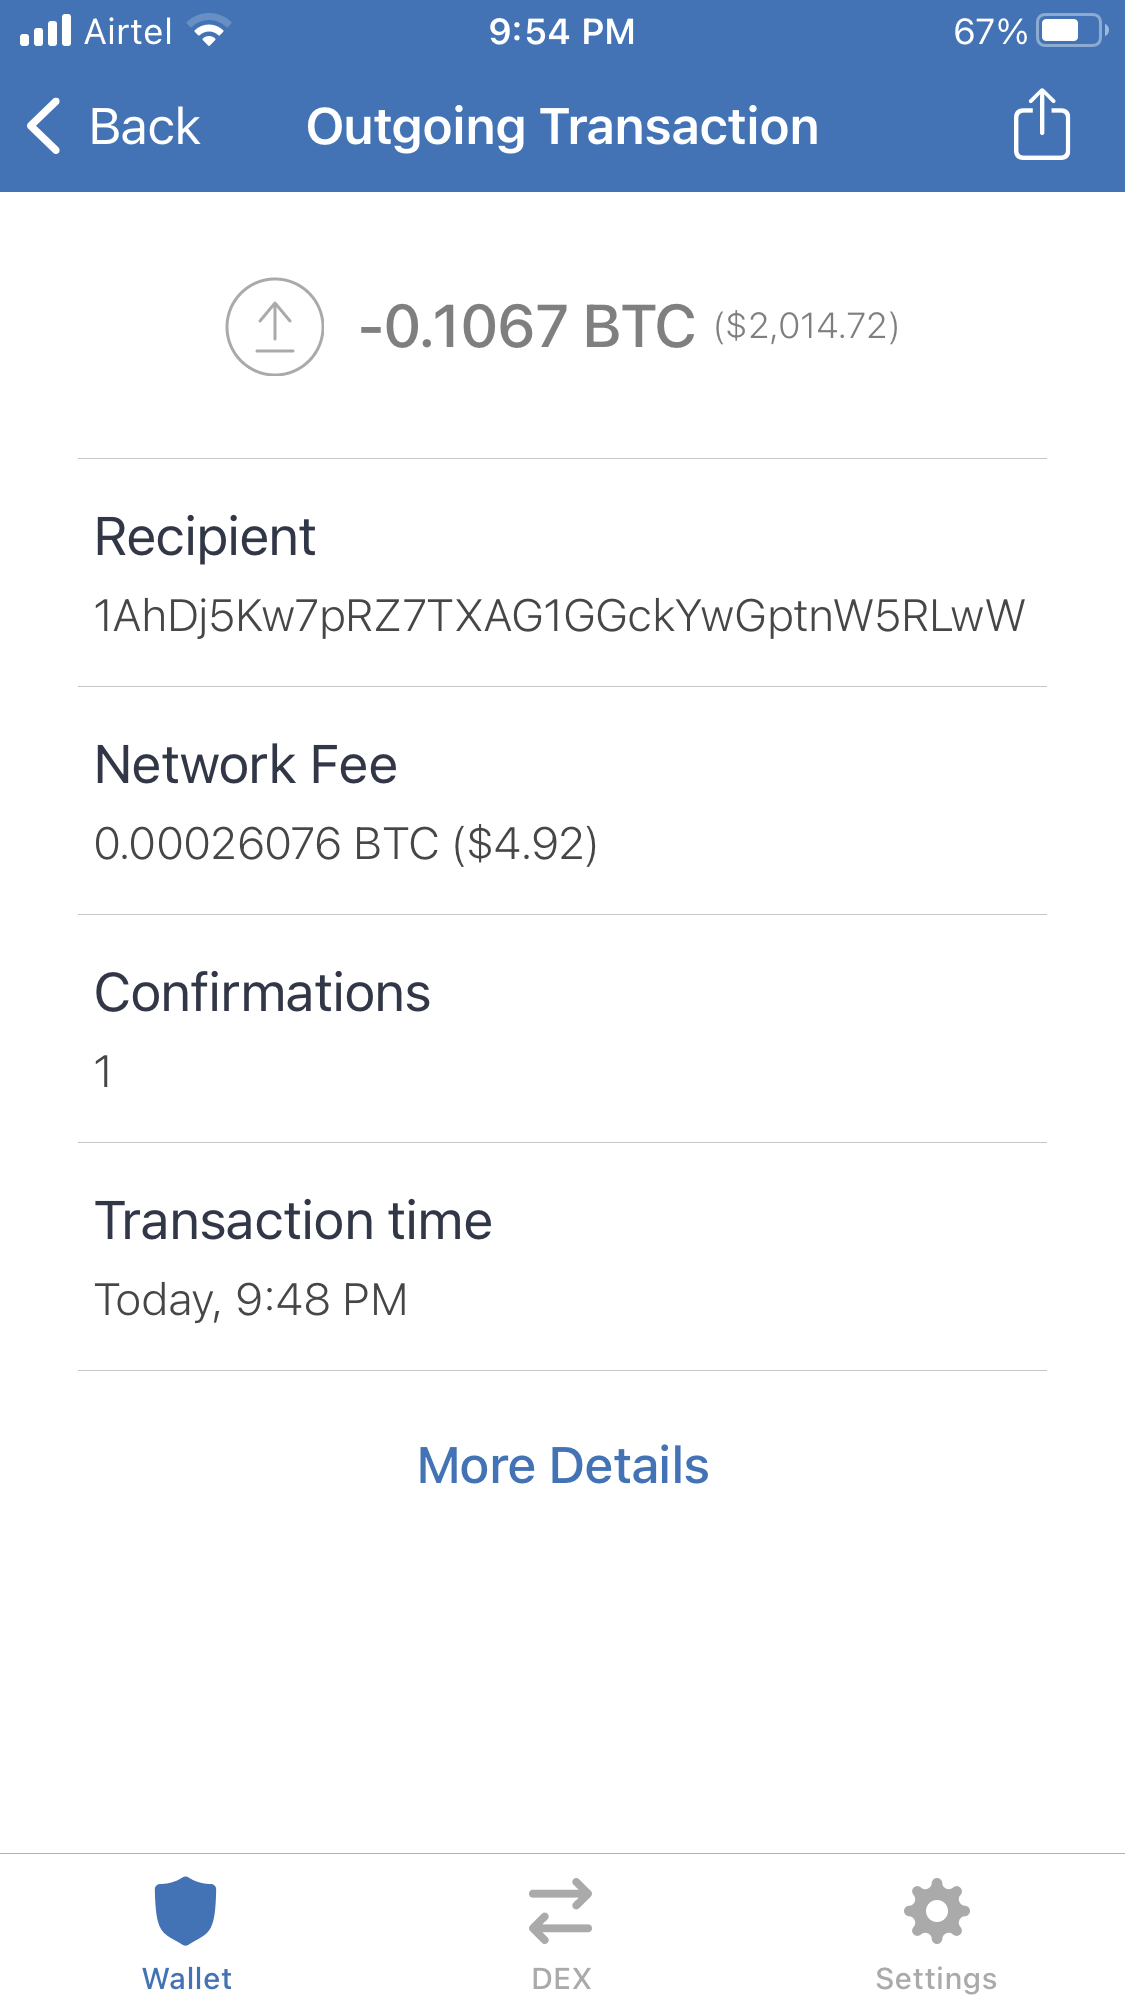 Airtel 9:54 PM 67%
Back Outgoing Transaction
-0.1067 BTC ($2,014.72)
Recipient
1AhDj5Kw7pRZ7TXAG1GGckYwGptnW5RLwW
Network Fee
0.00026076 BTC ($4.92)
Confirmations
1
Transaction time
Today, 9:48 PM
More Details
Wallet DEX Settings